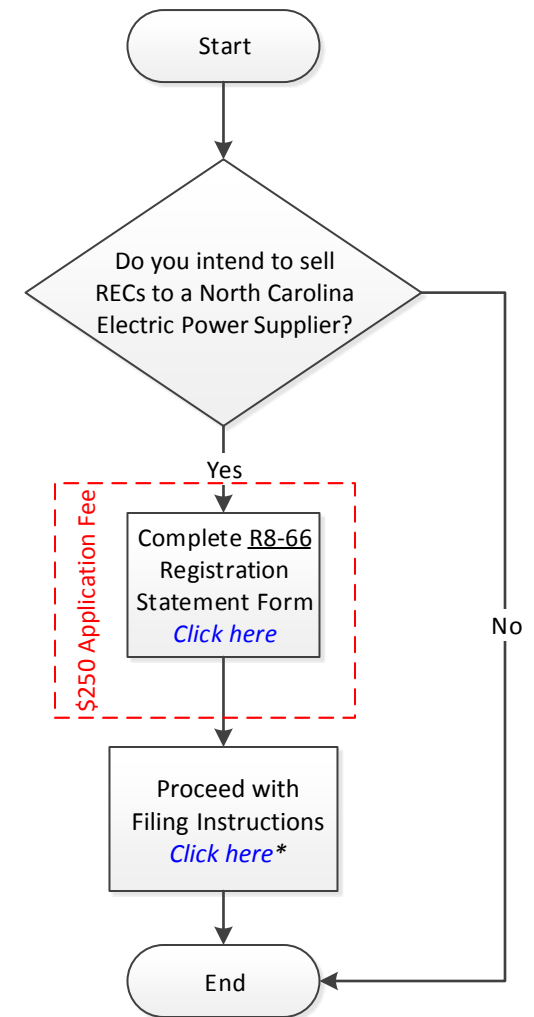 Start
Do you intend to sell
RECs to a North Carolina
Electric Power Supplier?
Yes
$250 Application Fee
Complete R8-66
Registration
Statement Form
Click here
No
Proceed with
Filing Instructions
Click here*
End